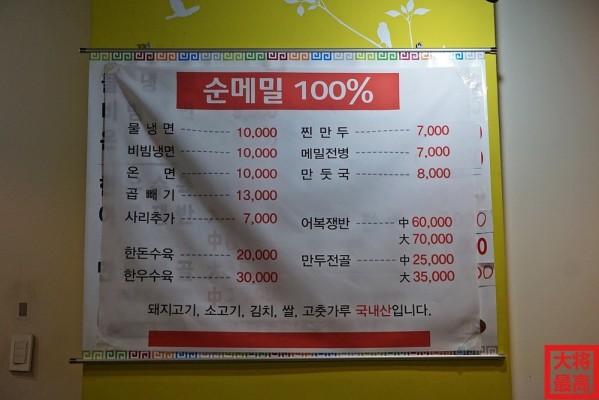 순메밀 100%
물 냉 면 10,000
비빔냉면 10,000
온 면 10,000
곱 빼 기 13,000
사리추가 7,000
한돈수육 20,000
한우수육 30,000
찐 만 두 7,000
메밀전병 7,000
만 둣 국 8,000
어복쟁반 中 60,000
大 70,000
만두전골 中 25,000
大 35,000
돼지고기, 소고기, 김치, 쌀, 고춧가루 국내산입니다.
大将
最高